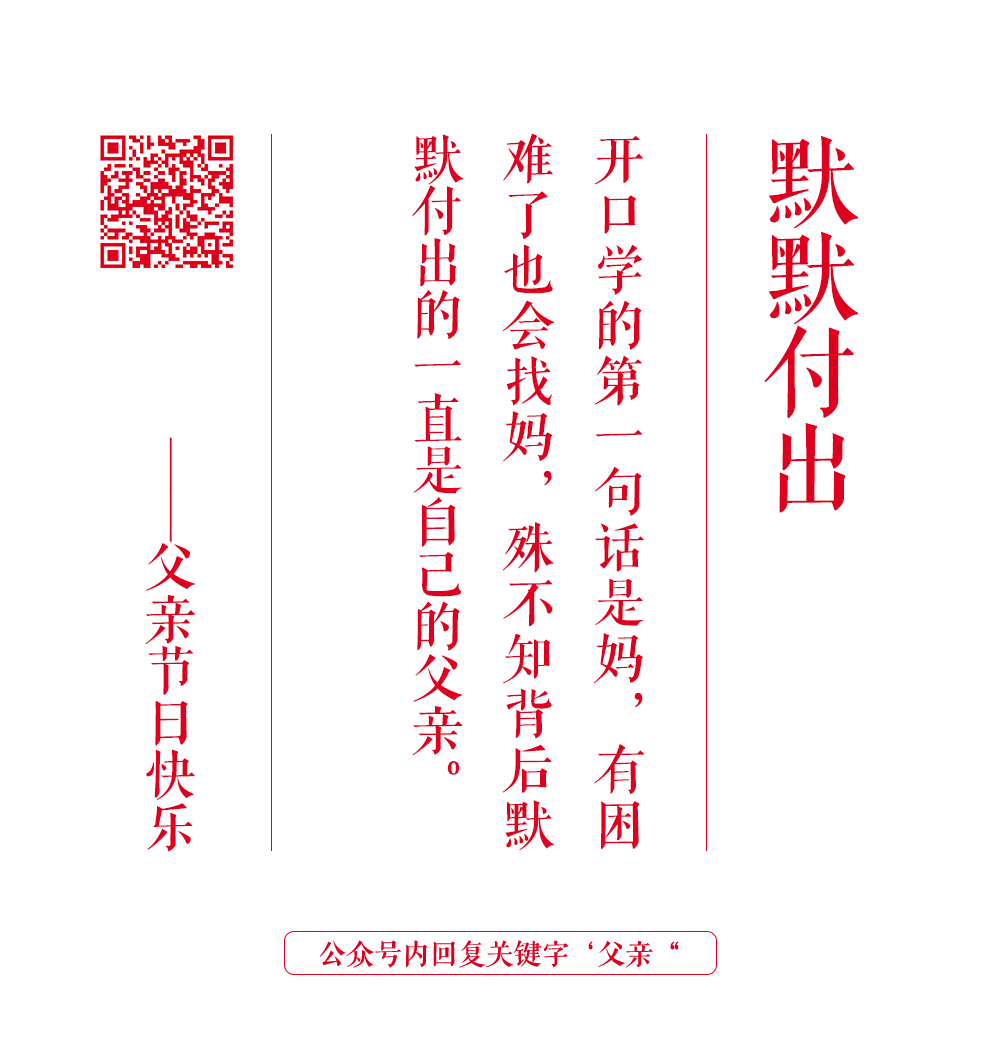 默默付出
开口学的第一句话是妈，有困
难了也会找妈，殊不知背后默
默付出的一直是自己的父亲。
——父亲节日快乐
公众号内回复关键字‘父亲“